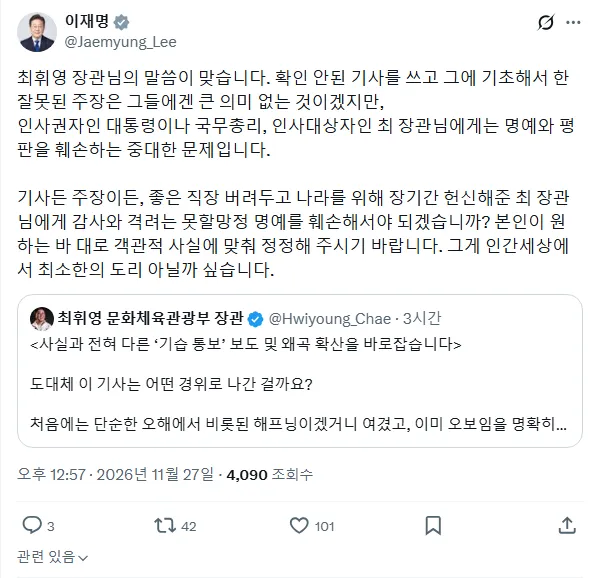 이재명
@Jaemyung_Lee
최휘영 장관님의 말씀이 맞습니다. 확인 안된 기사를 쓰고 그에 기초해서 한
잘못된 주장은 그들에겐 큰 의미 없는 것이겠지만,
인사권자인 대통령이나 국무총리, 인사대상자인 최 장관님에게는 명예와 평
판을 훼손하는 중대한 문제입니다.
기사든 주장이든, 좋은 직장 버려두고 나라를 위해 장기간 헌신해준 최 장관
님에게 감사와 격려는 못할망정 명예를 훼손해서야 되겠습니까? 본인이 원
하는 바 대로 객관적 사실에 맞춰 정정해 주시기 바랍니다. 그게 인간세상에
서 최소한의 도리 아닐까 싶습니다.
최휘영 문화체육관광부 장관 @Hwiyoung_Chae · 3시간
<사실과 전혀 다른 ‘기습 통보’ 보도 및 왜곡 확산을 바로잡습니다>
도대체 이 기사는 어떤 경위로 나간 걸까요?
처음에는 단순한 오해에서 비롯된 해프닝이겠거니 여겼고, 이미 오보임을 명확히...
오후 12:57 · 2026년 11월 27일 · 4,090 조회수
3 42 101
관련 있음